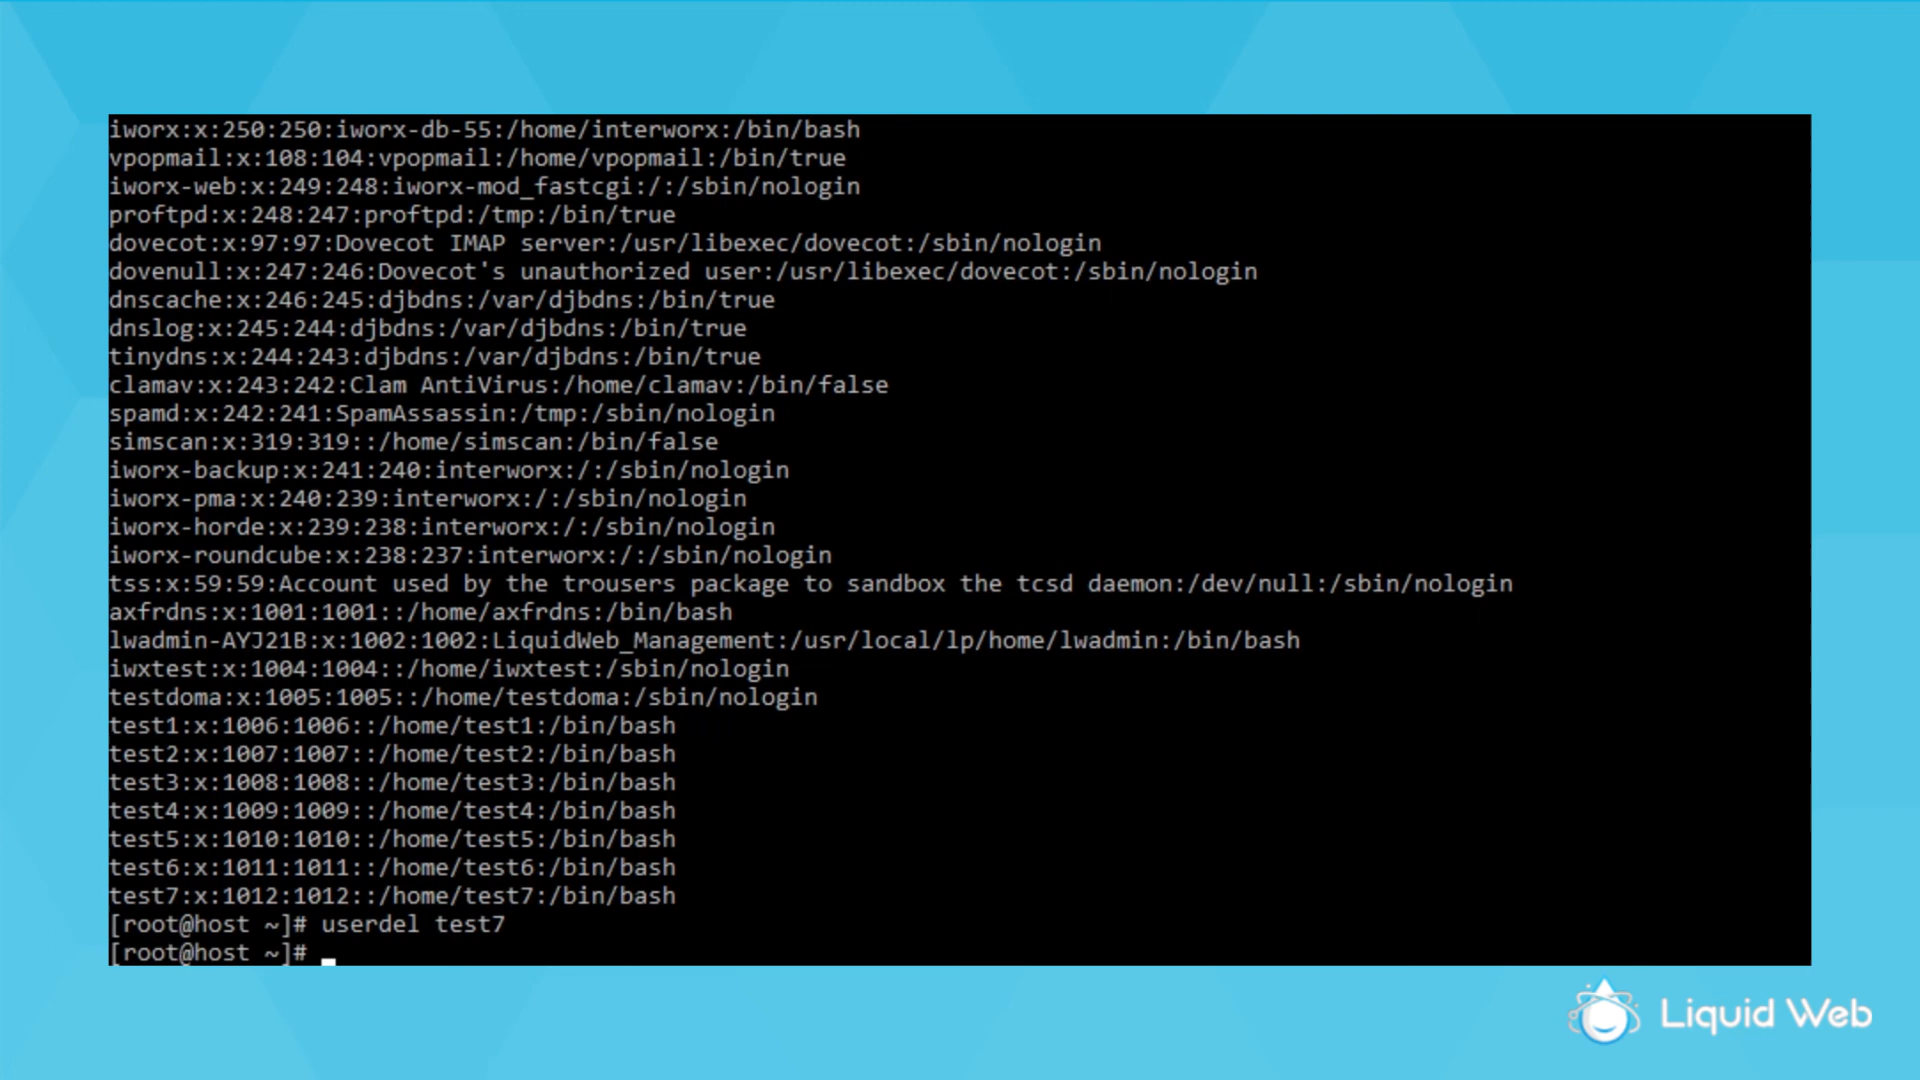 iworx:x:250:250:iworx-db-55:/home/interworx:/bin/bash
vpopmail:x:108:104:vpopmail:/home/vpopmail:/bin/true
iworx-web:x:249:248:iworx-mod_fastcgi:/:/sbin/nologin
proftpd:x:248:247:proftpd:/tmp:/bin/true
dovecot:x:97:97:Dovecot IMAP server:/usr/libexec/dovecot:/sbin/nologin
dovenull:x:247:246:Dovecot's unauthorized user:/usr/libexec/dovecot:/sbin/nologin
dnscache:x:246:245:djbdns:/var/djbdns:/bin/true
dnslog:x:245:244:djbdns:/var/djbdns:/bin/true
tinydns:x:244:243:djbdns:/var/djbdns:/bin/true
clamav:x:243:242:Clam AntiVirus:/home/clamav:/bin/false
spamd:x:242:241:SpamAssassin:/tmp:/sbin/nologin
simscan:x:319:319::/home/simscan:/bin/false
iworx-backup:x:241:240:interworx:/:/sbin/nologin
iworx-pma:x:240:239:interworx:/:/sbin/nologin
iworx-horde:x:239:238:interworx:/:/sbin/nologin
iworx-roundcube:x:238:237:interworx:/:/sbin/nologin
tss:x:59:59:Account used by the trousers package to sandbox the tcsd daemon:/dev/null:/sbin/nologin
axfrdns:x:1001:1001::/home/axfrdns:/bin/bash
lwadmin-AYJ21B:x:1002:1002:LiquidWeb_Management:/usr/local/lp/home/lwadmin:/bin/bash
iwxtest:x:1004:1004::/home/iwxtest:/sbin/nologin
testdoma:x:1005:1005::/home/testdoma:/sbin/nologin
test1:x:1006:1006::/home/test1:/bin/bash
test2:x:1007:1007::/home/test2:/bin/bash
test3:x:1008:1008::/home/test3:/bin/bash
test4:x:1009:1009::/home/test4:/bin/bash
test5:x:1010:1010::/home/test5:/bin/bash
test6:x:1011:1011::/home/test6:/bin/bash
test7:x:1012:1012::/home/test7:/bin/bash
[root@host ~]# userdel test7
[root@host ~]#
Liquid Web